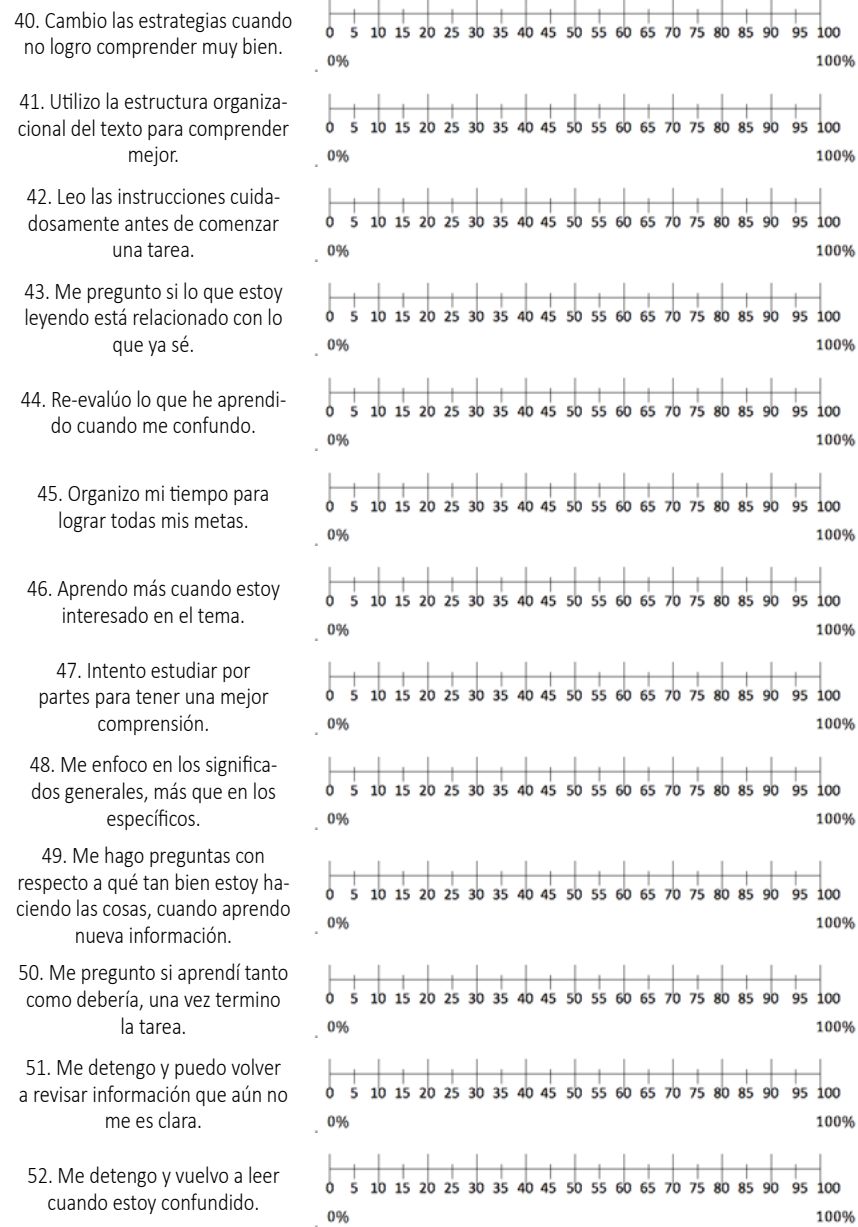 40. Cambio las estrategias cuando
no logro comprender muy bien.
0 5 10 15 20 25 30 35 40 45 50 55 60 65 70 75 80 85 90 95 100
0% 100%
41. Utilizo la estructura organiza-
cional del texto para comprender
mejor.
0 5 10 15 20 25 30 35 40 45 50 55 60 65 70 75 80 85 90 95 100
0% 100%
42. Leo las instrucciones cuida-
dosamente antes de comenzar
una tarea.
0 5 10 15 20 25 30 35 40 45 50 55 60 65 70 75 80 85 90 95 100
0% 100%
43. Me pregunto si lo que estoy
leyendo está relacionado con lo
que ya sé.
0 5 10 15 20 25 30 35 40 45 50 55 60 65 70 75 80 85 90 95 100
0% 100%
44. Re-evalúo lo que he aprendi-
do cuando me confundo.
0 5 10 15 20 25 30 35 40 45 50 55 60 65 70 75 80 85 90 95 100
0% 100%
45. Organizo mi tiempo para
lograr todas mis metas.
0 5 10 15 20 25 30 35 40 45 50 55 60 65 70 75 80 85 90 95 100
0% 100%
46. Aprendo más cuando estoy
interesado en el tema.
0 5 10 15 20 25 30 35 40 45 50 55 60 65 70 75 80 85 90 95 100
0% 100%
47. Intento estudiar por
partes para tener una mejor
comprensión.
0 5 10 15 20 25 30 35 40 45 50 55 60 65 70 75 80 85 90 95 100
0% 100%
48. Me enfoco en los significa-
dos generales, más que en los
específicos.
0 5 10 15 20 25 30 35 40 45 50 55 60 65 70 75 80 85 90 95 100
0% 100%
49. Me hago preguntas con
respecto a qué tan bien estoy ha-
ciendo las cosas, cuando aprendo
nueva información.
0 5 10 15 20 25 30 35 40 45 50 55 60 65 70 75 80 85 90 95 100
0% 100%
50. Me pregunto si aprendí tanto
como debería, una vez termino
la tarea.
0 5 10 15 20 25 30 35 40 45 50 55 60 65 70 75 80 85 90 95 100
0% 100%
51. Me detengo y puedo volver
a revisar información que aún no
me es clara.
0 5 10 15 20 25 30 35 40 45 50 55 60 65 70 75 80 85 90 95 100
0% 100%
52. Me detengo y vuelvo a leer
cuando estoy confundido.
0 5 10 15 20 25 30 35 40 45 50 55 60 65 70 75 80 85 90 95 100
0% 100%